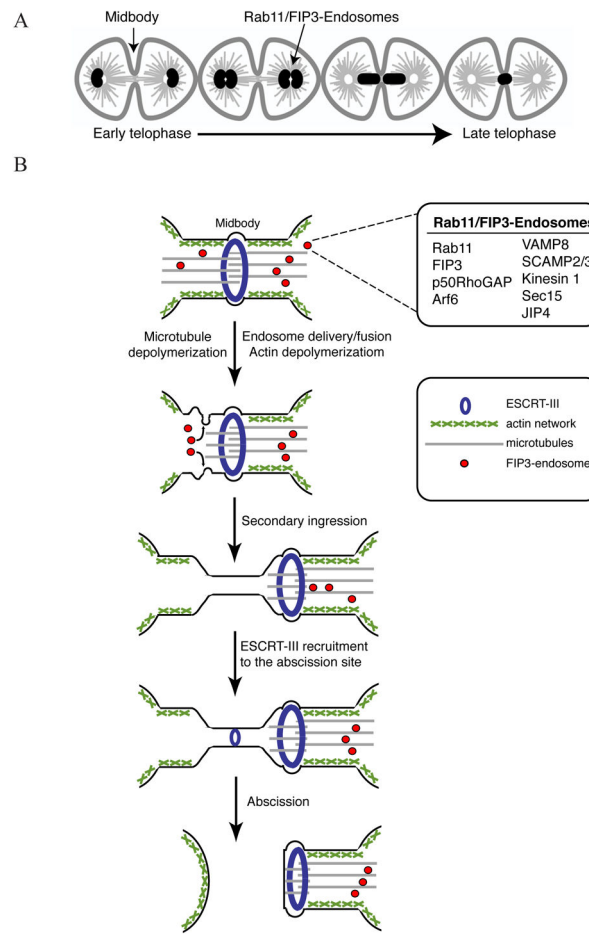 A
Midbody
Rab11/FIP3-Endosomes
Early telophase
Late telophase
B
Midbody
Rab11/FIP3-Endosomes
Rab11
FIP3
p50RhoGAP
Arf6
VAMP8
SCAMP2/3
Kinesin 1
Sec15
JIP4
Microtubule
depolymerization
Endosome delivery/fusion
Actin depolymerizatiom
ESCRT-III
actin network
microtubules
FIP3-endosome
Secondary ingression
ESCRT-III recruitment
to the abscission site
Abscission